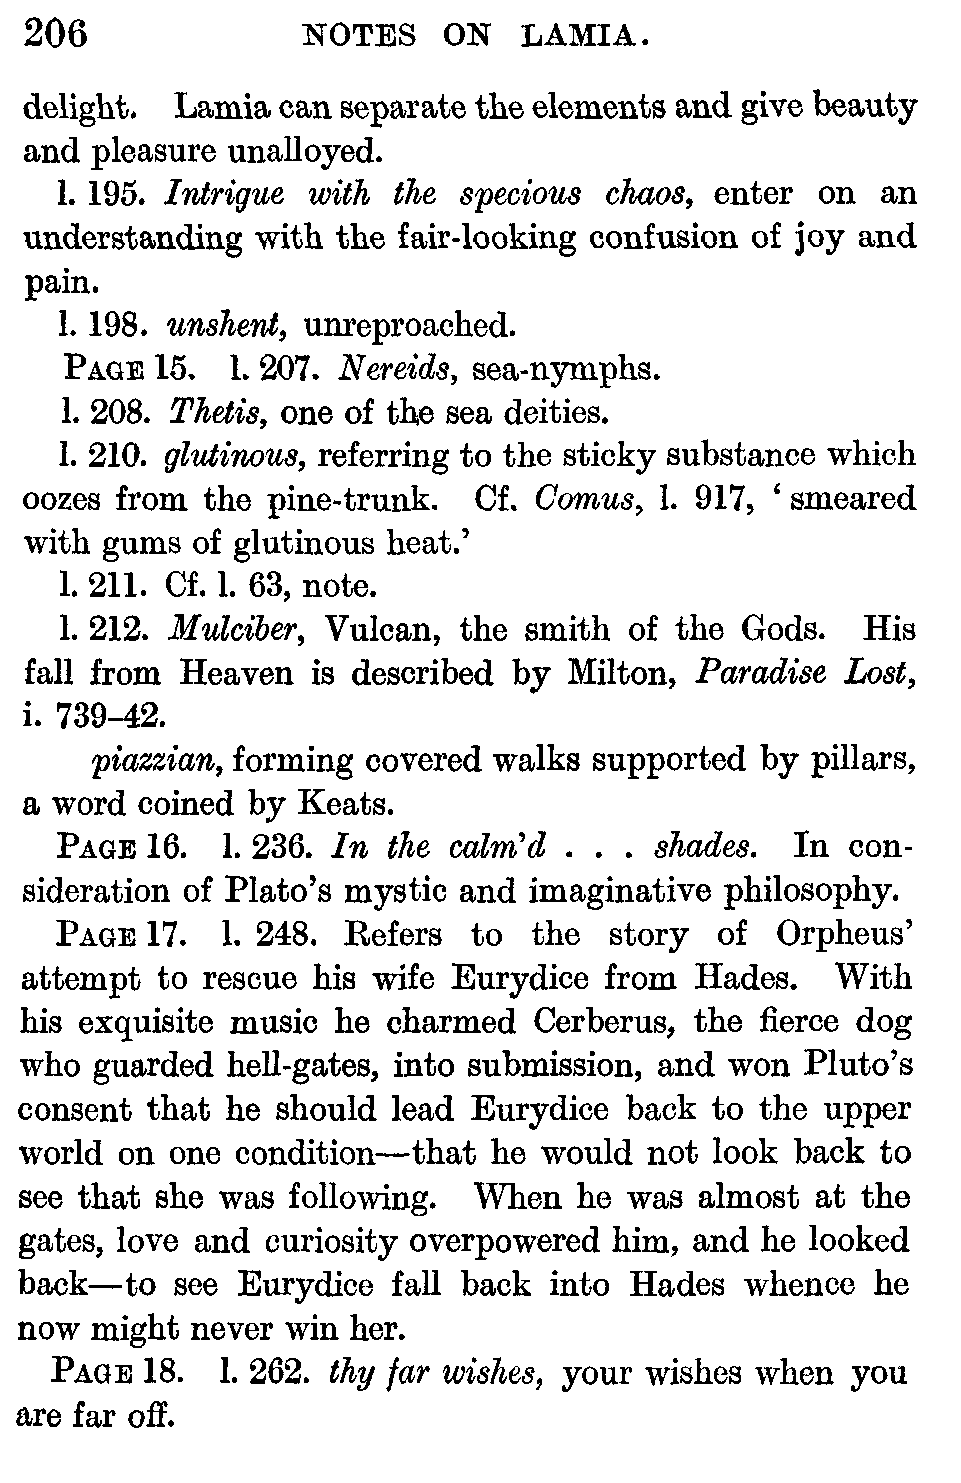 206 NOTES ON LAMIA.
delight. Lamia can separate the elements and give beauty
and pleasure unalloyed.
l. 195. Intrigue with the specious chaos, enter on an
understanding with the fair-looking confusion of joy and
pain.
l. 198. unshent, unreproached.
PAGE 15. l. 207. Nereids, sea-nymphs.
l. 208. Thetis, one of the sea deities.
l. 210. glutinous, referring to the sticky substance which
oozes from the pine-trunk. Cf. Comus, l. 917, ‘smeared
with gums of glutinous heat.’
l. 211. Cf. l. 63, note.
l. 212. Mulciber, Vulcan, the smith of the Gods. His
fall from Heaven is described by Milton, Paradise Lost,
i. 739–42.
piazzian, forming covered walks supported by pillars,
a word coined by Keats.
PAGE 16. l. 236. In the calm’d . . . shades. In con-
sideration of Plato’s mystic and imaginative philosophy.
PAGE 17. l. 248. Refers to the story of Orpheus’
attempt to rescue his wife Eurydice from Hades. With
his exquisite music he charmed Cerberus, the fierce dog
who guarded hell-gates, into submission, and won Pluto’s
consent that he should lead Eurydice back to the upper
world on one condition—that he would not look back to
see that she was following. When he was almost at the
gates, love and curiosity overpowered him, and he looked
back—to see Eurydice fall back into Hades whence he
now might never win her.
PAGE 18. l. 262. thy far wishes, your wishes when you
are far off.